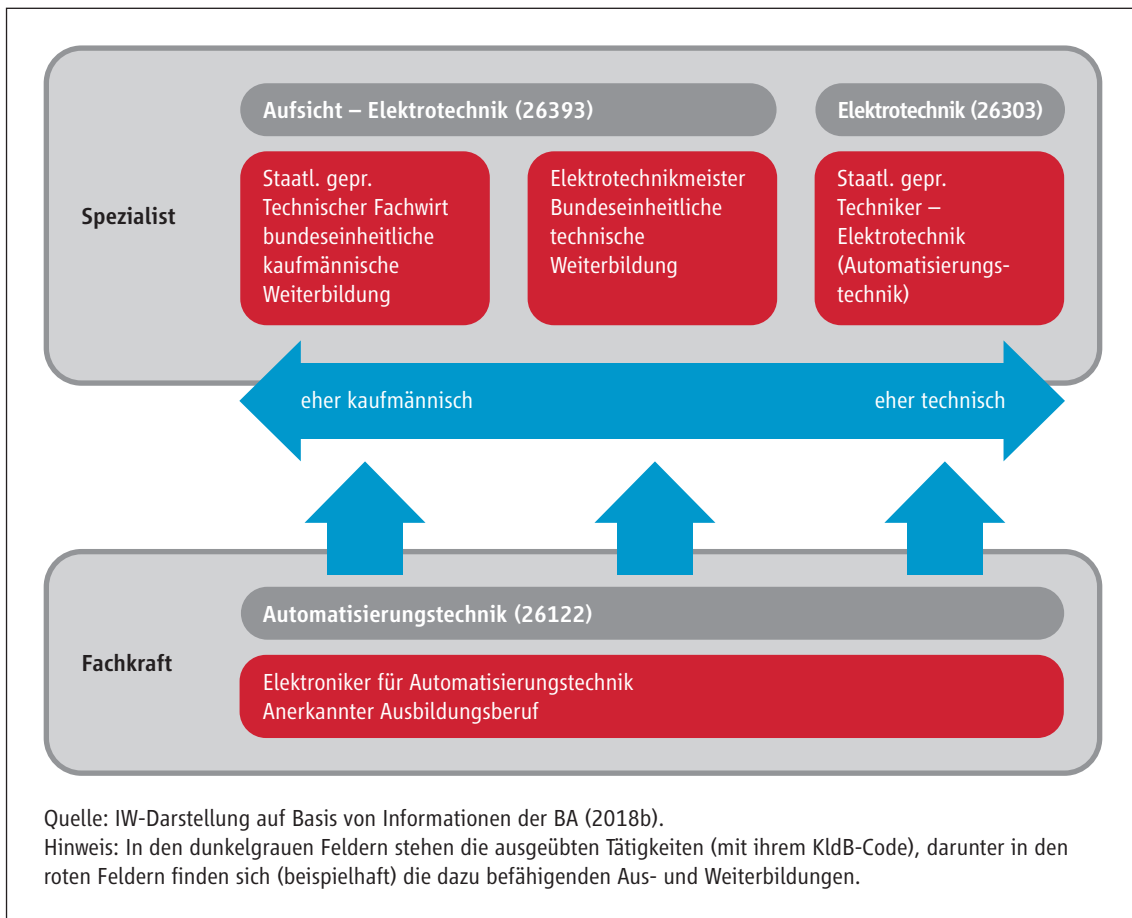 Spezialist
Aufsicht – Elektrotechnik (26393)
Elektrotechnik (26303)
Staatl. gepr.
Technischer Fachwirt
bundeseinheitliche
kaufmännische
Weiterbildung
Elektrotechnikmeister
Bundeseinheitliche
technische
Weiterbildung
Staatl. gepr.
Techniker –
Elektrotechnik
(Automatisierungs-
technik)
eher kaufmännisch
eher technisch
Fachkraft
Automatisierungstechnik (26122)
Elektroniker für Automatisierungstechnik
Anerkannter Ausbildungsberuf
Quelle: IW-Darstellung auf Basis von Informationen der BA (2018b).
Hinweis: In den dunkelgrauen Feldern stehen die ausgeübten Tätigkeiten (mit ihrem KldB-Code), darunter in den
roten Feldern finden sich (beispielhaft) die dazu befähigenden Aus- und Weiterbildungen.